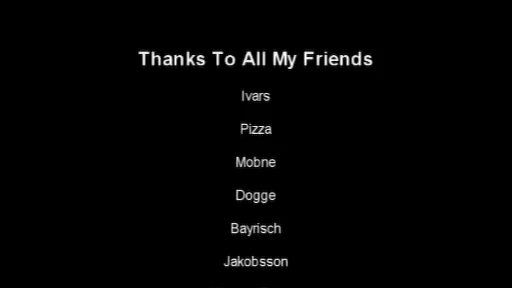 Thanks To All My Friends
Ivars
Pizza
Mobne
Dogge
Bayrisch
Jakobsson